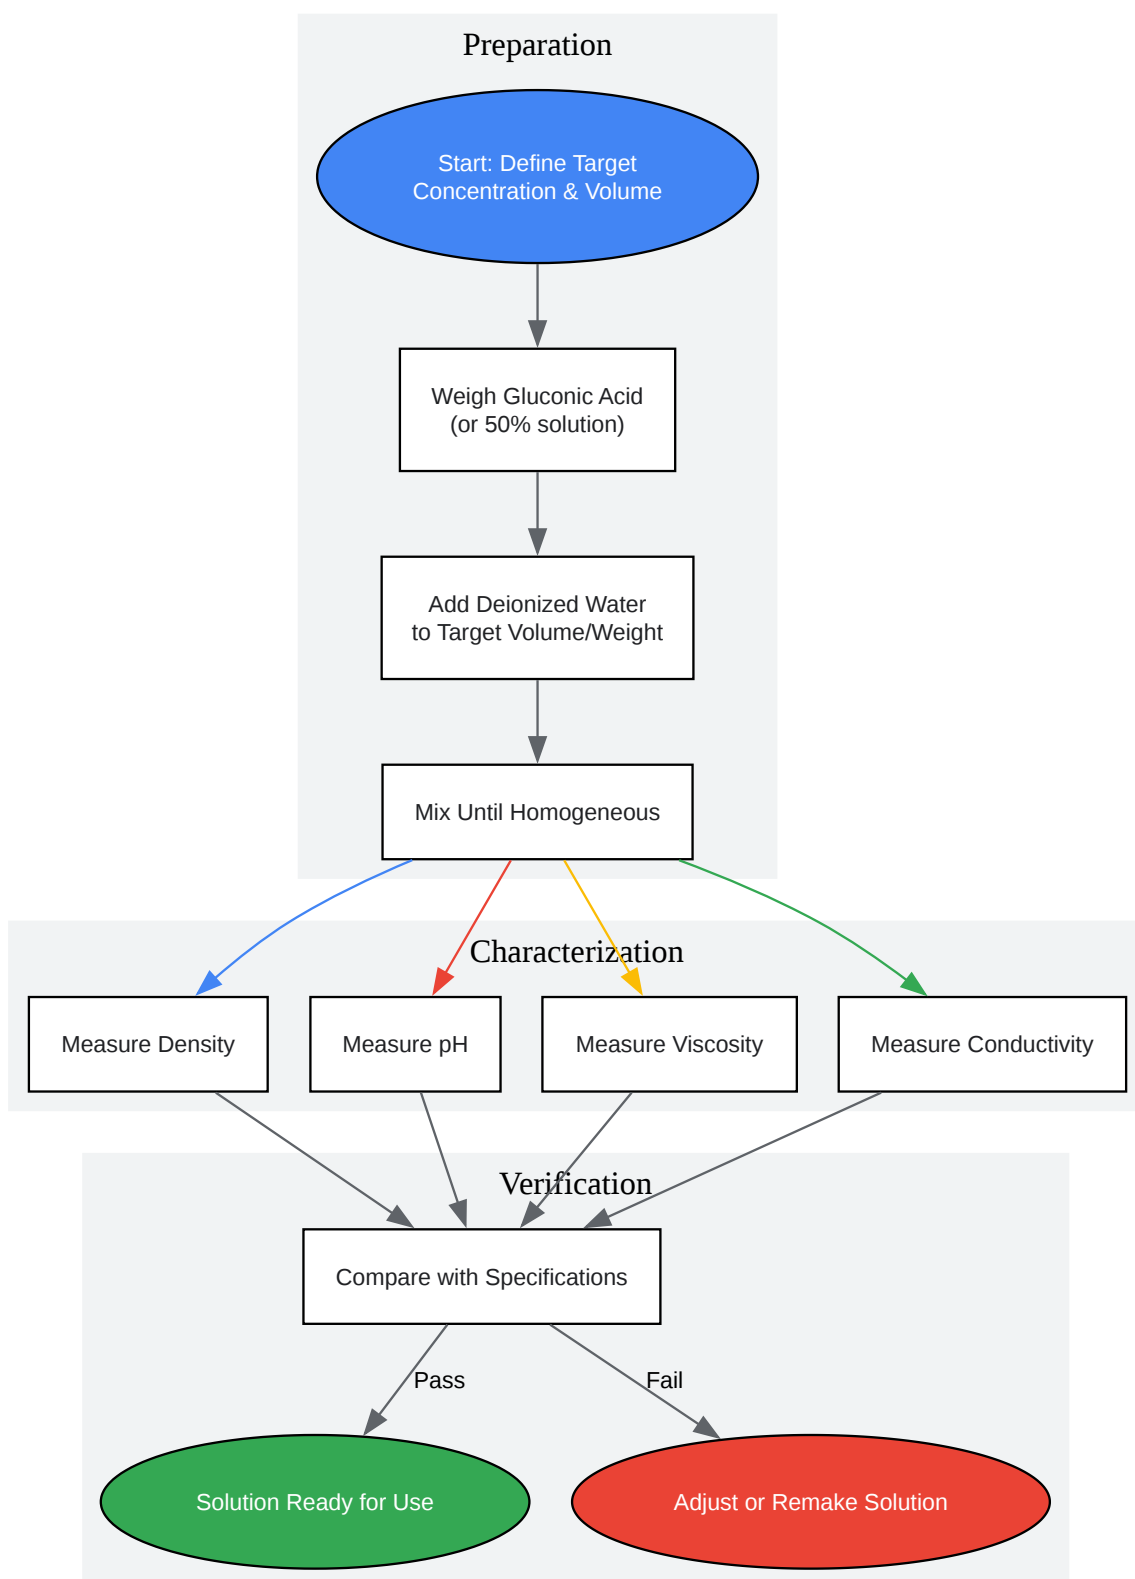 Preparation
Start: Define Target
Concentration & Volume
Weigh Gluconic Acid
(or 50% solution)
Add Deionized Water
to Target Volume/Weight
Mix Until Homogeneous
Characterization
Measure Density
Measure pH
Measure Viscosity
Measure Conductivity
Verification
Compare with Specifications
Pass
Fail
Solution Ready for Use
Adjust or Remake Solution